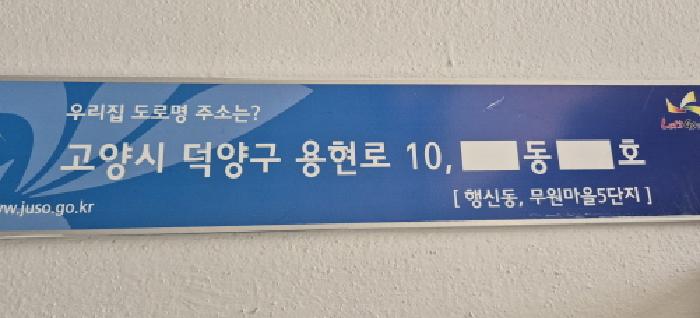 우리집 도로명 주소는?
고양시 덕양구 용현로 10, 동 호
[ 행신동, 무원마을5단지 ]
ww.juso.go.kr